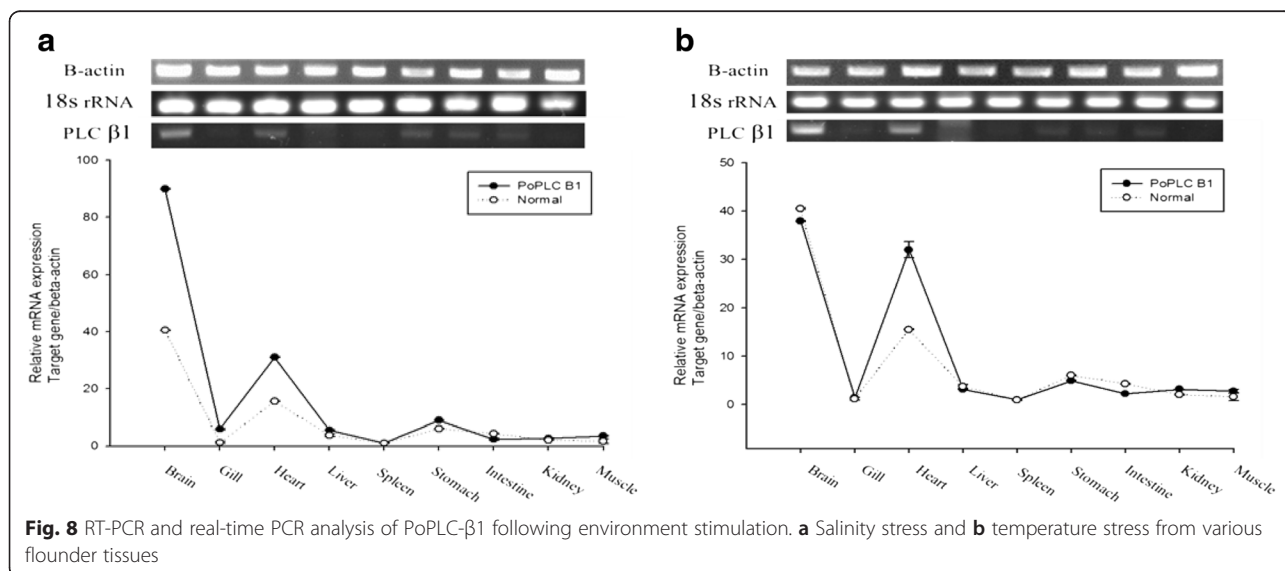 a
B-actin
18s rRNA
PLC β1
100
80
60
40
20
0
Relative mRNA expression
Target gene/beta-actin
PoPLC B1
Normal
Brain
Gill
Heart
Liver
Spleen
Stomach
Intestine
Kidney
Muscle
b
B-actin
18s rRNA
PLC β1
50
40
30
20
10
0
Relative mRNA expression
Target gene/beta-actin
PoPLC B1
Normal
Brain
Gill
Heart
Liver
Spleen
Stomach
Intestine
Kidney
Muscle
Fig. 8 RT-PCR and real-time PCR analysis of PoPLC-β1 following environment stimulation. a Salinity stress and b temperature stress from various
flounder tissues